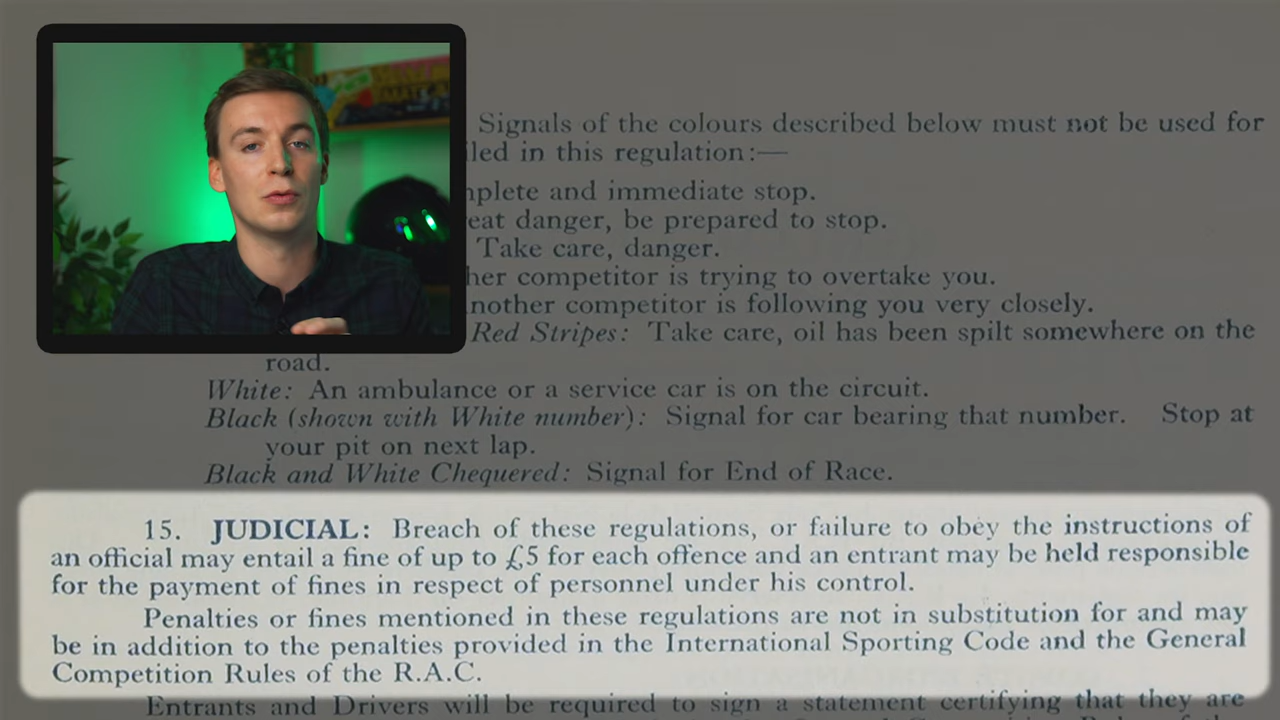 Signals of the colours described below must not be used for
in this regulation:—
and immediate stop.
danger, be prepared to stop.
Take care, danger.
competitor is trying to overtake you.
competitor is following you very closely.
Red Stripes: Take care, oil has been spilt somewhere on the
road.
White: An ambulance or a service car is on the circuit.
Black (shown with White number): Signal for car bearing that number. Stop at
your pit on next lap.
Black and White Chequered: Signal for End of Race.
15. JUDICIAL: Breach of these regulations, or failure to obey the instructions of
an official may entail a fine of up to £5 for each offence and an entrant may be held responsible
for the payment of fines in respect of personnel under his control.
Penalties or fines mentioned in these regulations are not in substitution for and may
be in addition to the penalties provided in the International Sporting Code and the General
Competition Rules of the R.A.C.
Entrants and Drivers will be required to sign a statement certifying that they are